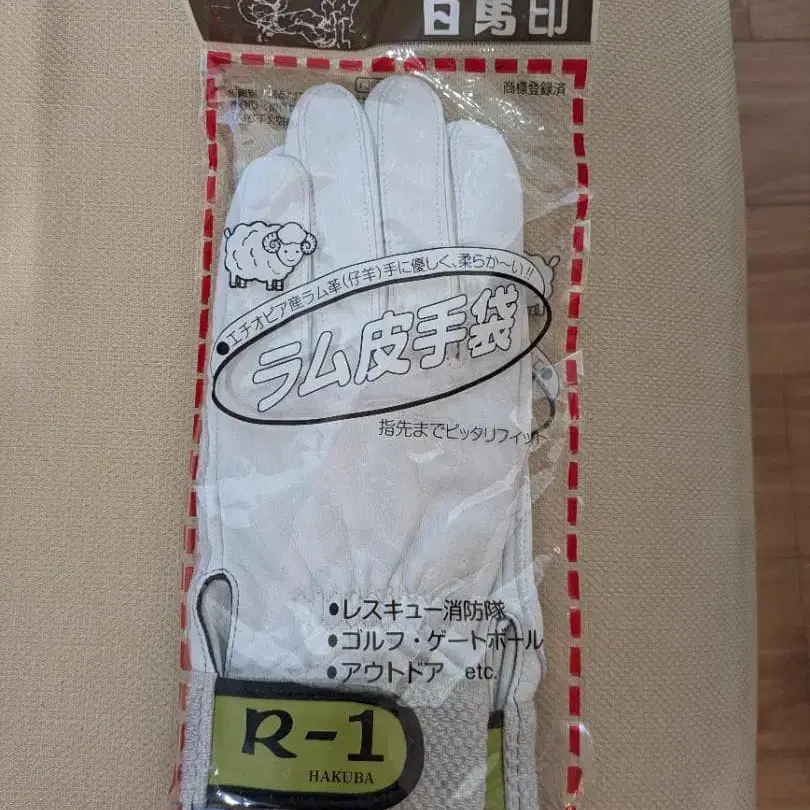 白馬印
商標登録済
●エチオピア産ラム革(仔羊)手に優しく、柔らか〜い!!
ラム皮手袋
指先までピッタリフィット
●レスキュー消防隊
●ゴルフ・ゲートボール
●アウトドア etc.
R-1
HAKUBA